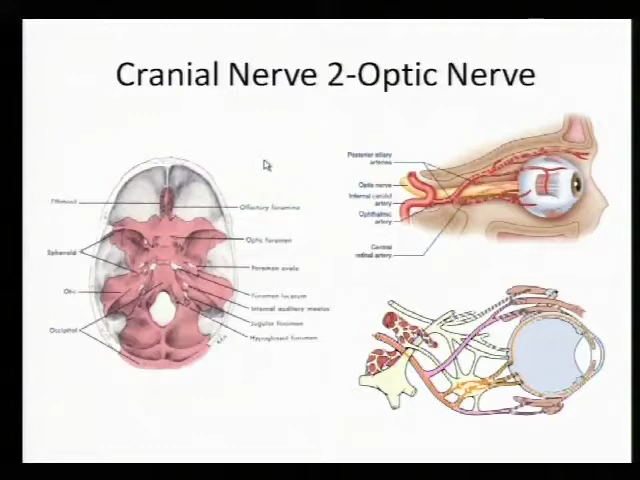 Cranial Nerve 2-Optic Nerve
Posterior ciliary
arteries
Optic nerve
Internal carotid
artery
Ophthalmic
artery
Central
retinal artery
Ethmoid
Sphenoid
Otic
Occipital
Olfactory foramina
Optic foramen
Foramen ovale
Foramen lacerum
Internal auditory meatus
Jugular foramen
Hypoglossal foramen